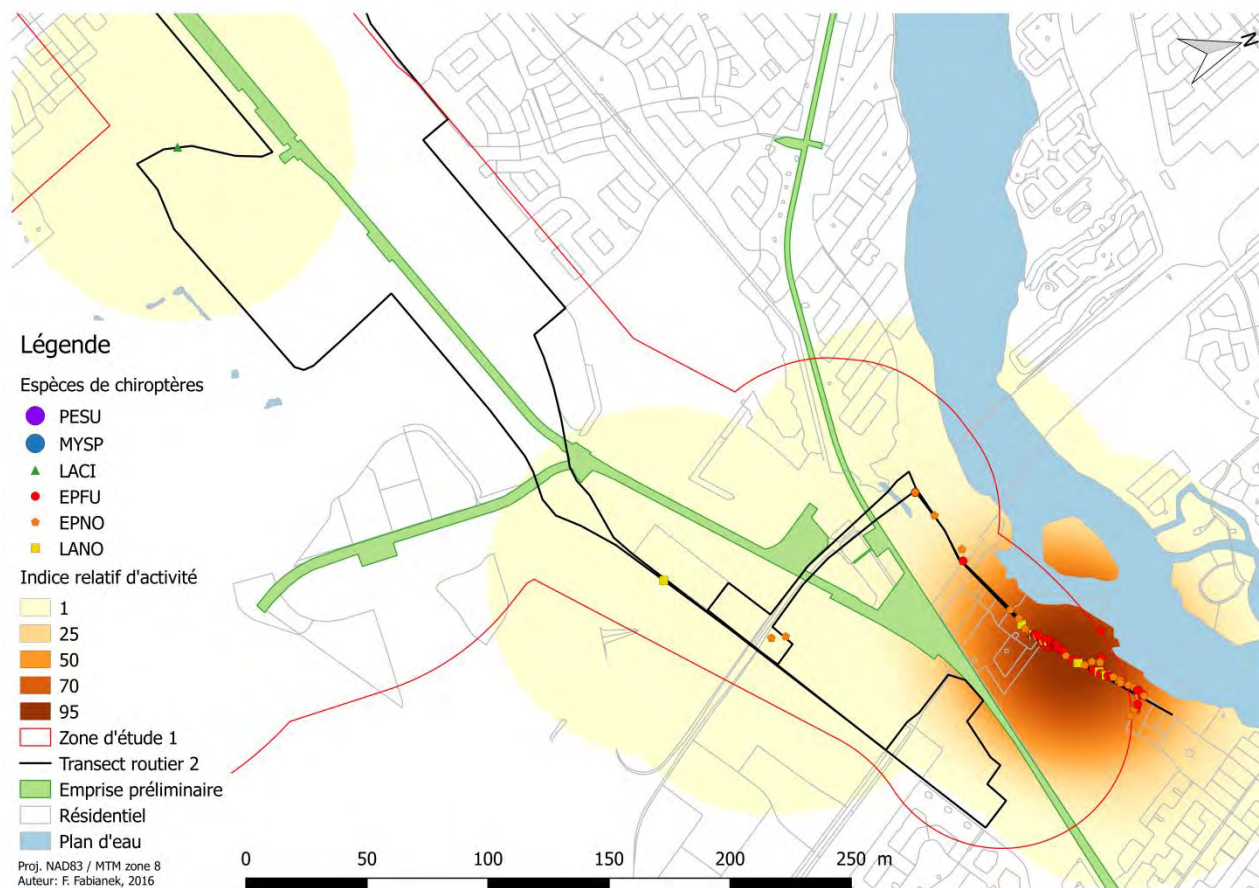 N
Légende
Espèces de chiroptères
PESU
MYSP
LACI
EPFU
EPNO
LANO
Indice relatif d'activité
1
25
50
70
95
Zone d'étude 1
Transect routier 2
Emprise préliminaire
Résidentiel
Plan d'eau
Proj. NAD83 / MTM zone 8
Auteur: F. Fabianek, 2016
0 50 100 150 200 250 m